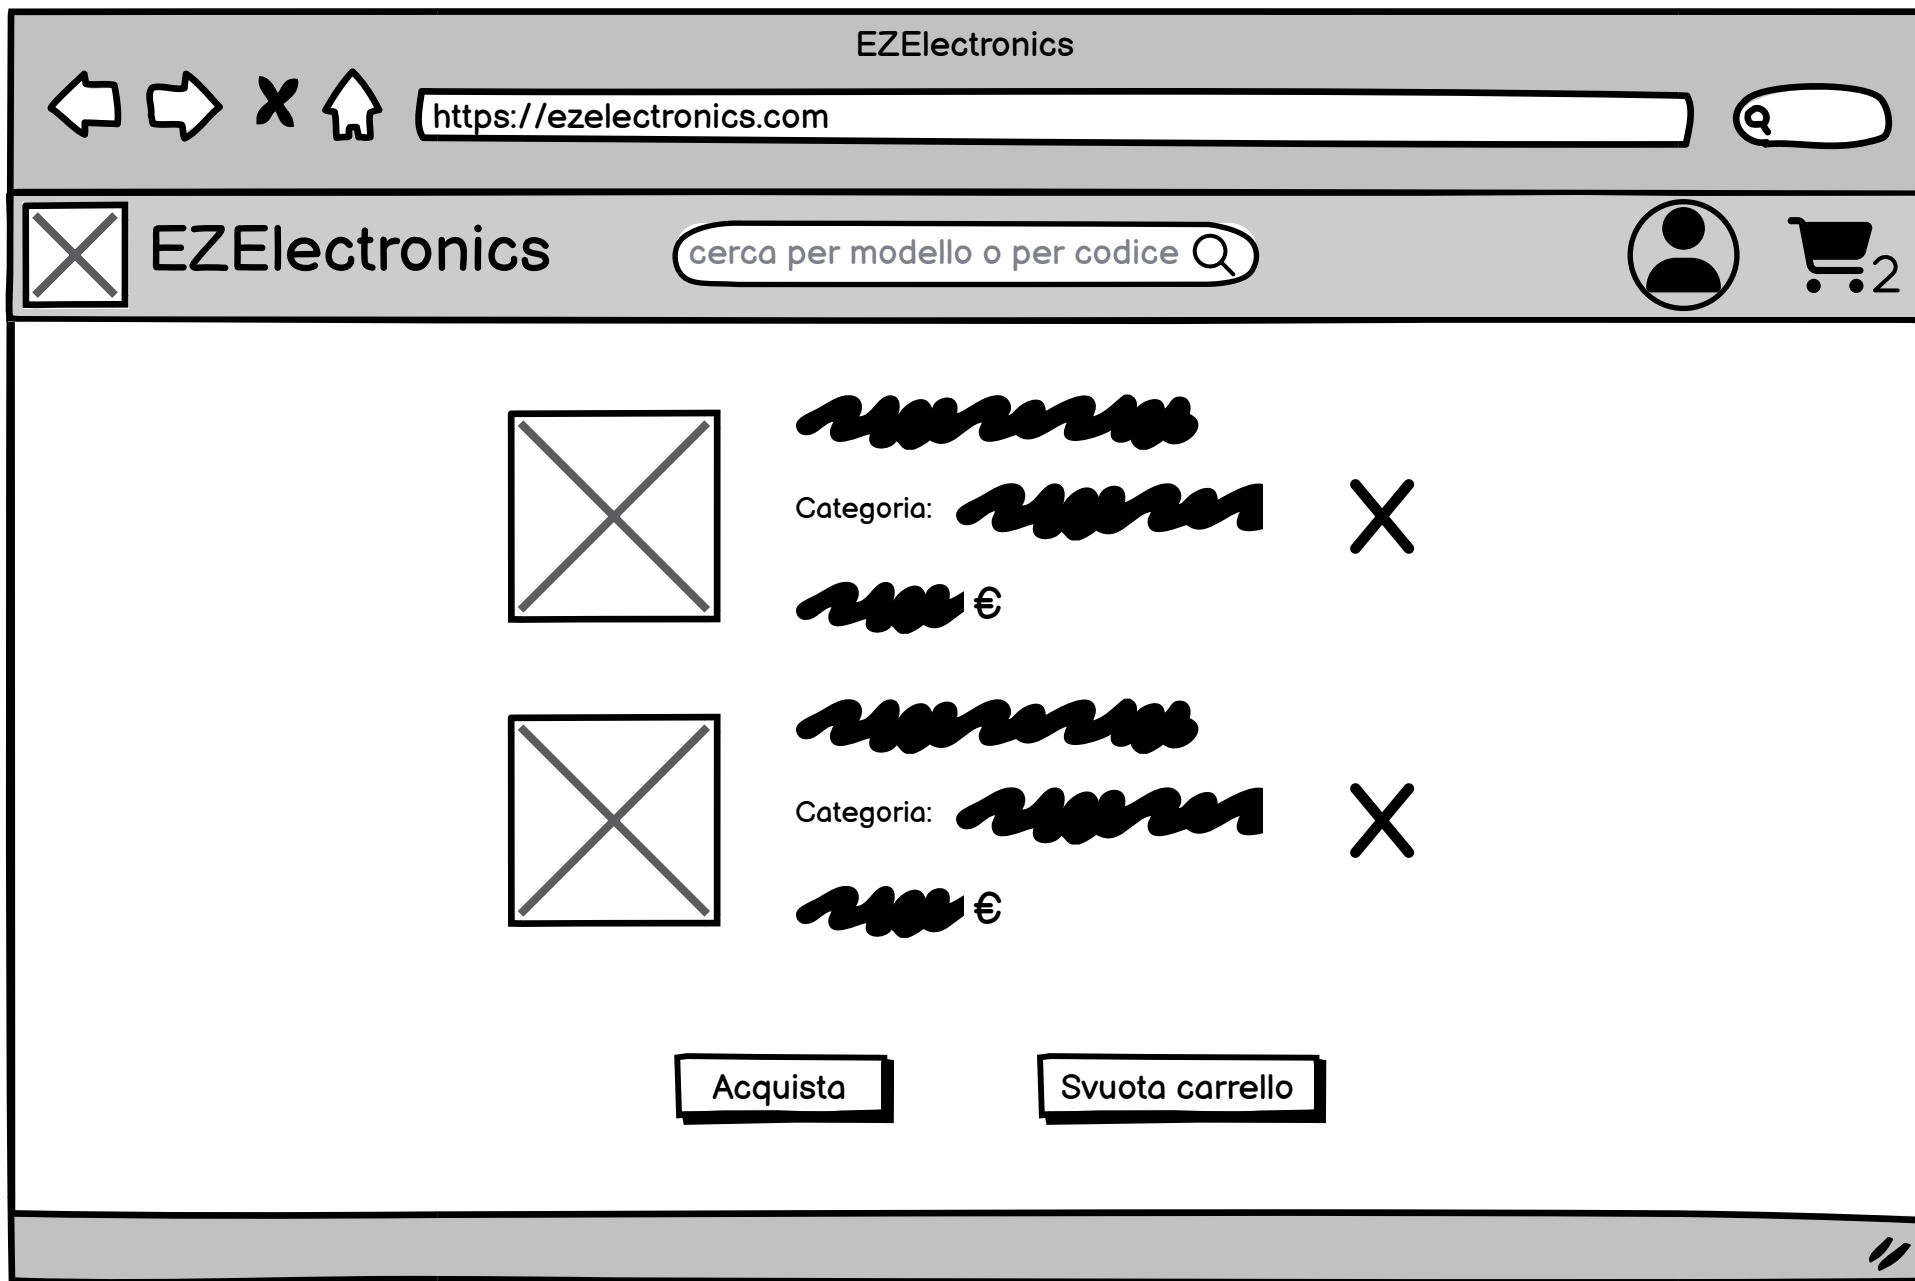 EZElectronics
https://ezelectronics.com
EZElectronics
cerca per modello o per codice
2
Categoria:
€
Categoria:
€
Acquista
Svuota carrello